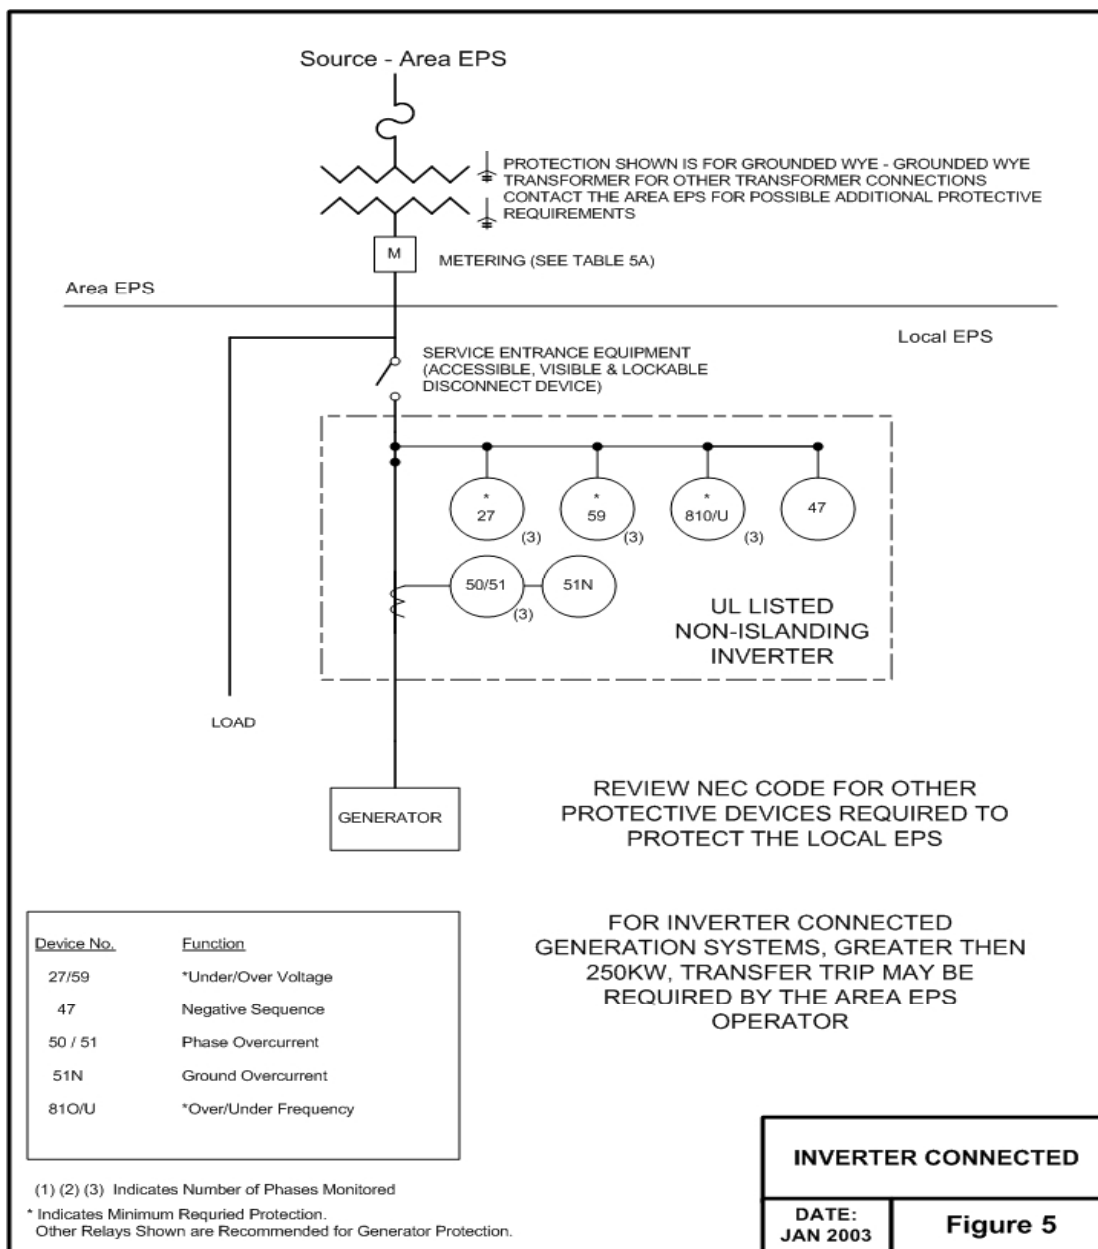 Source - Area EPS
PROTECTION SHOWN IS FOR GROUNDED WYE - GROUNDED WYE
TRANSFORMER FOR OTHER TRANSFORMER CONNECTIONS
CONTACT THE AREA EPS FOR POSSIBLE ADDITIONAL PROTECTIVE
REQUIREMENTS
M
METERING (SEE TABLE 5A)
Area EPS
Local EPS
SERVICE ENTRANCE EQUIPMENT
(ACCESSIBLE, VISIBLE & LOCKABLE
DISCONNECT DEVICE)
* 27 (3)
* 59 (3)
* 810/U (3)
47
50/51 (3)
51N
UL LISTED
NON-ISLANDING
INVERTER
LOAD
GENERATOR
REVIEW NEC CODE FOR OTHER
PROTECTIVE DEVICES REQUIRED TO
PROTECT THE LOCAL EPS
FOR INVERTER CONNECTED
GENERATION SYSTEMS, GREATER THEN
250KW, TRANSFER TRIP MAY BE
REQUIRED BY THE AREA EPS
OPERATOR
Device No. Function
27/59 *Under/Over Voltage
47 Negative Sequence
50 / 51 Phase Overcurrent
51N Ground Overcurrent
81O/U *Over/Under Frequency
(1) (2) (3) Indicates Number of Phases Monitored
* Indicates Minimum Requried Protection.
Other Relays Shown are Recommended for Generator Protection.
INVERTER CONNECTED
DATE:
JAN 2003
Figure 5